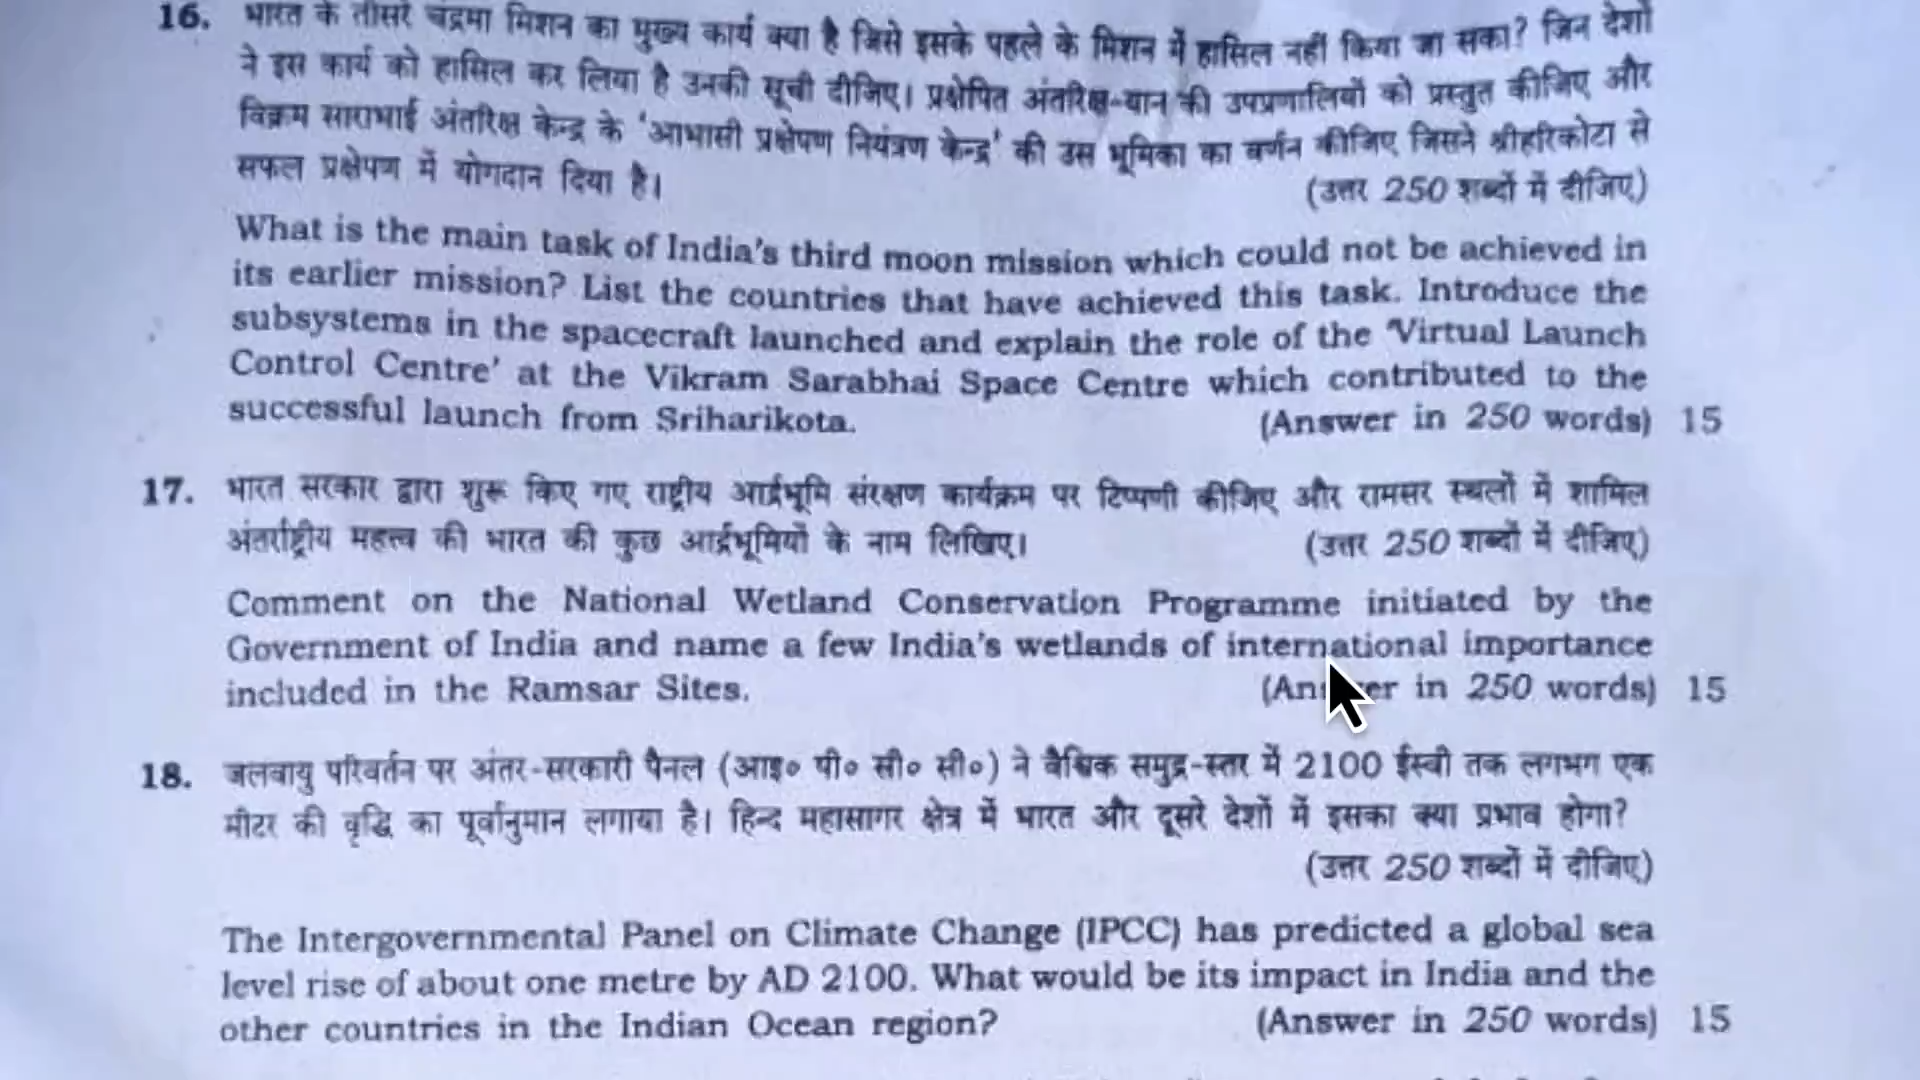 16. भारत के तीसरे चंद्रमा मिशन का मुख्य कार्य क्या है जिसे इसके पहले के मिशन में हासिल नहीं किया जा सका? जिन देशों
ने इस कार्य को हासिल कर लिया है उनकी सूची दीजिए। प्रक्षेपित अंतरिक्ष-यान की उपप्रणालियों को प्रस्तुत कीजिए और
विक्रम साराभाई अंतरिक्ष केन्द्र के 'आभासी प्रक्षेपण नियंत्रण केन्द्र' की उस भूमिका का वर्णन कीजिए जिसने श्रीहरिकोटा से
सफल प्रक्षेपण में योगदान दिया है। (उत्तर 250 शब्दों में दीजिए)
What is the main task of India's third moon mission which could not be achieved in
its earlier mission? List the countries that have achieved this task. Introduce the
subsystems in the spacecraft launched and explain the role of the 'Virtual Launch
Control Centre' at the Vikram Sarabhai Space Centre which contributed to the
successful launch from Sriharikota. (Answer in 250 words) 15
17. भारत सरकार द्वारा शुरू किए गए राष्ट्रीय आर्द्रभूमि संरक्षण कार्यक्रम पर टिप्पणी कीजिए और रामसर स्थलों में शामिल
अंतर्राष्ट्रीय महत्त्व की भारत की कुछ आर्द्रभूमियों के नाम लिखिए। (उत्तर 250 शब्दों में दीजिए)
Comment on the National Wetland Conservation Programme initiated by the
Government of India and name a few India's wetlands of international importance
included in the Ramsar Sites. (Answer in 250 words) 15
18. जलवायु परिवर्तन पर अंतर-सरकारी पैनल (आइ० पी० सी० सी०) ने वैश्विक समुद्र-स्तर में 2100 ईस्वी तक लगभग एक
मीटर की वृद्धि का पूर्वानुमान लगाया है। हिन्द महासागर क्षेत्र में भारत और दूसरे देशों में इसका क्या प्रभाव होगा?
(उत्तर 250 शब्दों में दीजिए)
The Intergovernmental Panel on Climate Change (IPCC) has predicted a global sea
level rise of about one metre by AD 2100. What would be its impact in India and the
other countries in the Indian Ocean region? (Answer in 250 words) 15